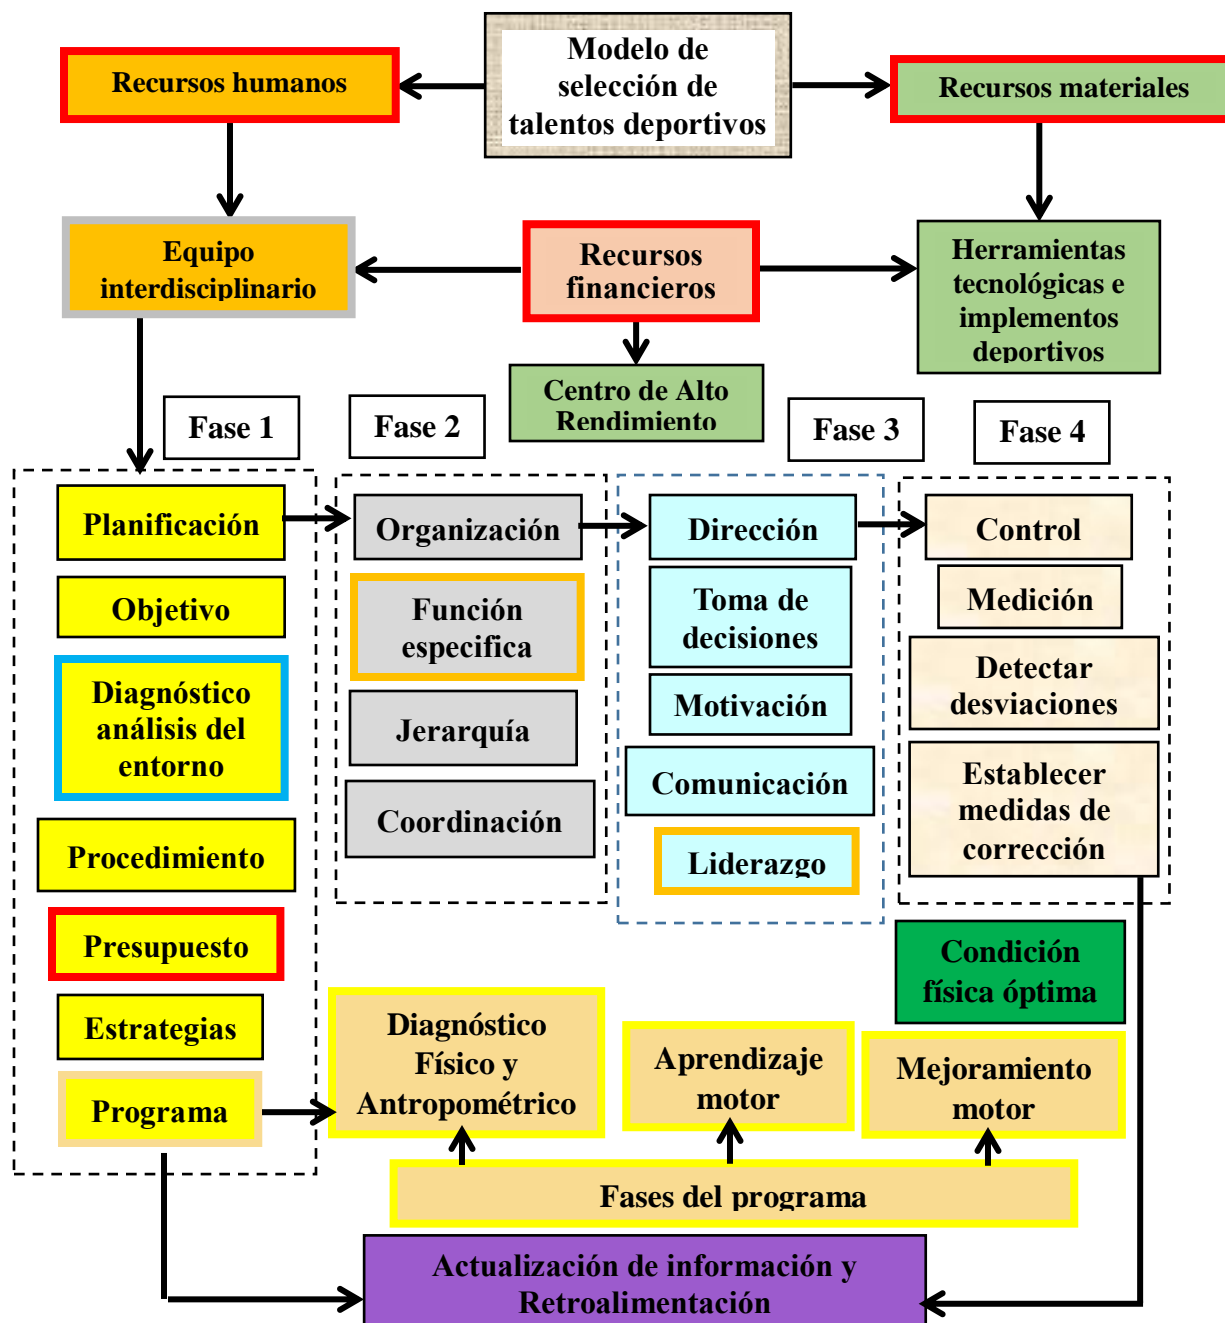 Modelo de
selección de
talentos deportivos
Recursos humanos
Recursos materiales
Equipo
interdisciplinario
Recursos
financieros
Herramientas
tecnológicas e
implementos
deportivos
Centro de Alto
Rendimiento
Fase 1
Fase 2
Fase 3
Fase 4
Planificación
Objetivo
Diagnóstico
análisis del
entorno
Procedimiento
Presupuesto
Estrategias
Programa
Organización
Función
especifica
Jerarquía
Coordinación
Dirección
Toma de
decisiones
Motivación
Comunicación
Liderazgo
Control
Medición
Detectar
desviaciones
Establecer
medidas de
corrección
Condición
física óptima
Diagnóstico
Físico y
Antropométrico
Aprendizaje
motor
Mejoramiento
motor
Fases del programa
Actualización de información y
Retroalimentación